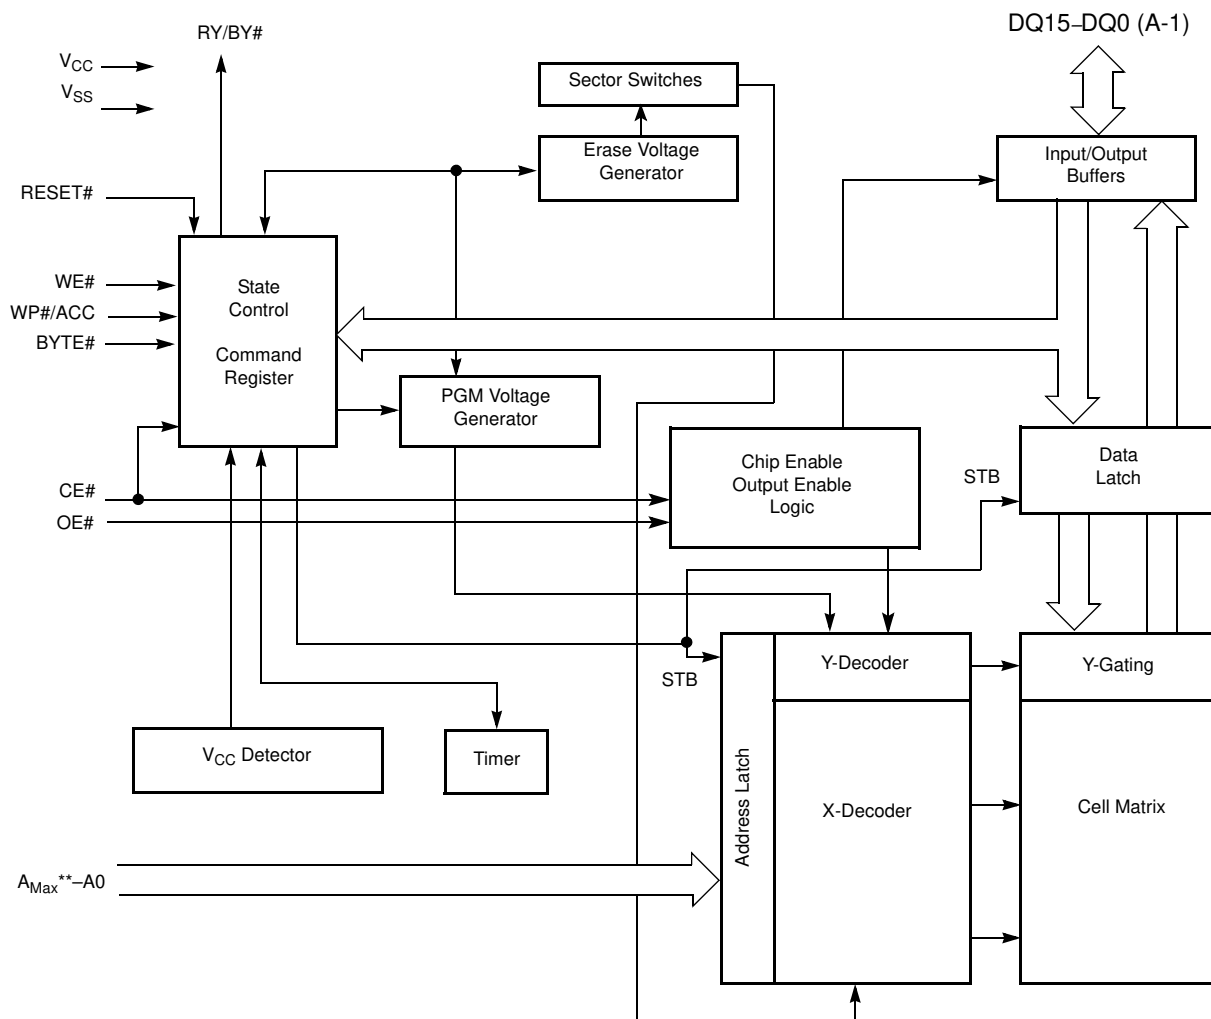 DQ15–DQ0 (A-1)
RY/BY#
VCC
VSS
Sector Switches
Erase Voltage
Generator
Input/Output
Buffers
RESET#
WE#
WP#/ACC
BYTE#
State
Control
Command
Register
PGM Voltage
Generator
Chip Enable
Output Enable
Logic
Data
Latch
STB
CE#
OE#
STB
Y-Decoder
Y-Gating
VCC Detector
Timer
Address Latch
X-Decoder
Cell Matrix
AMax**–A0